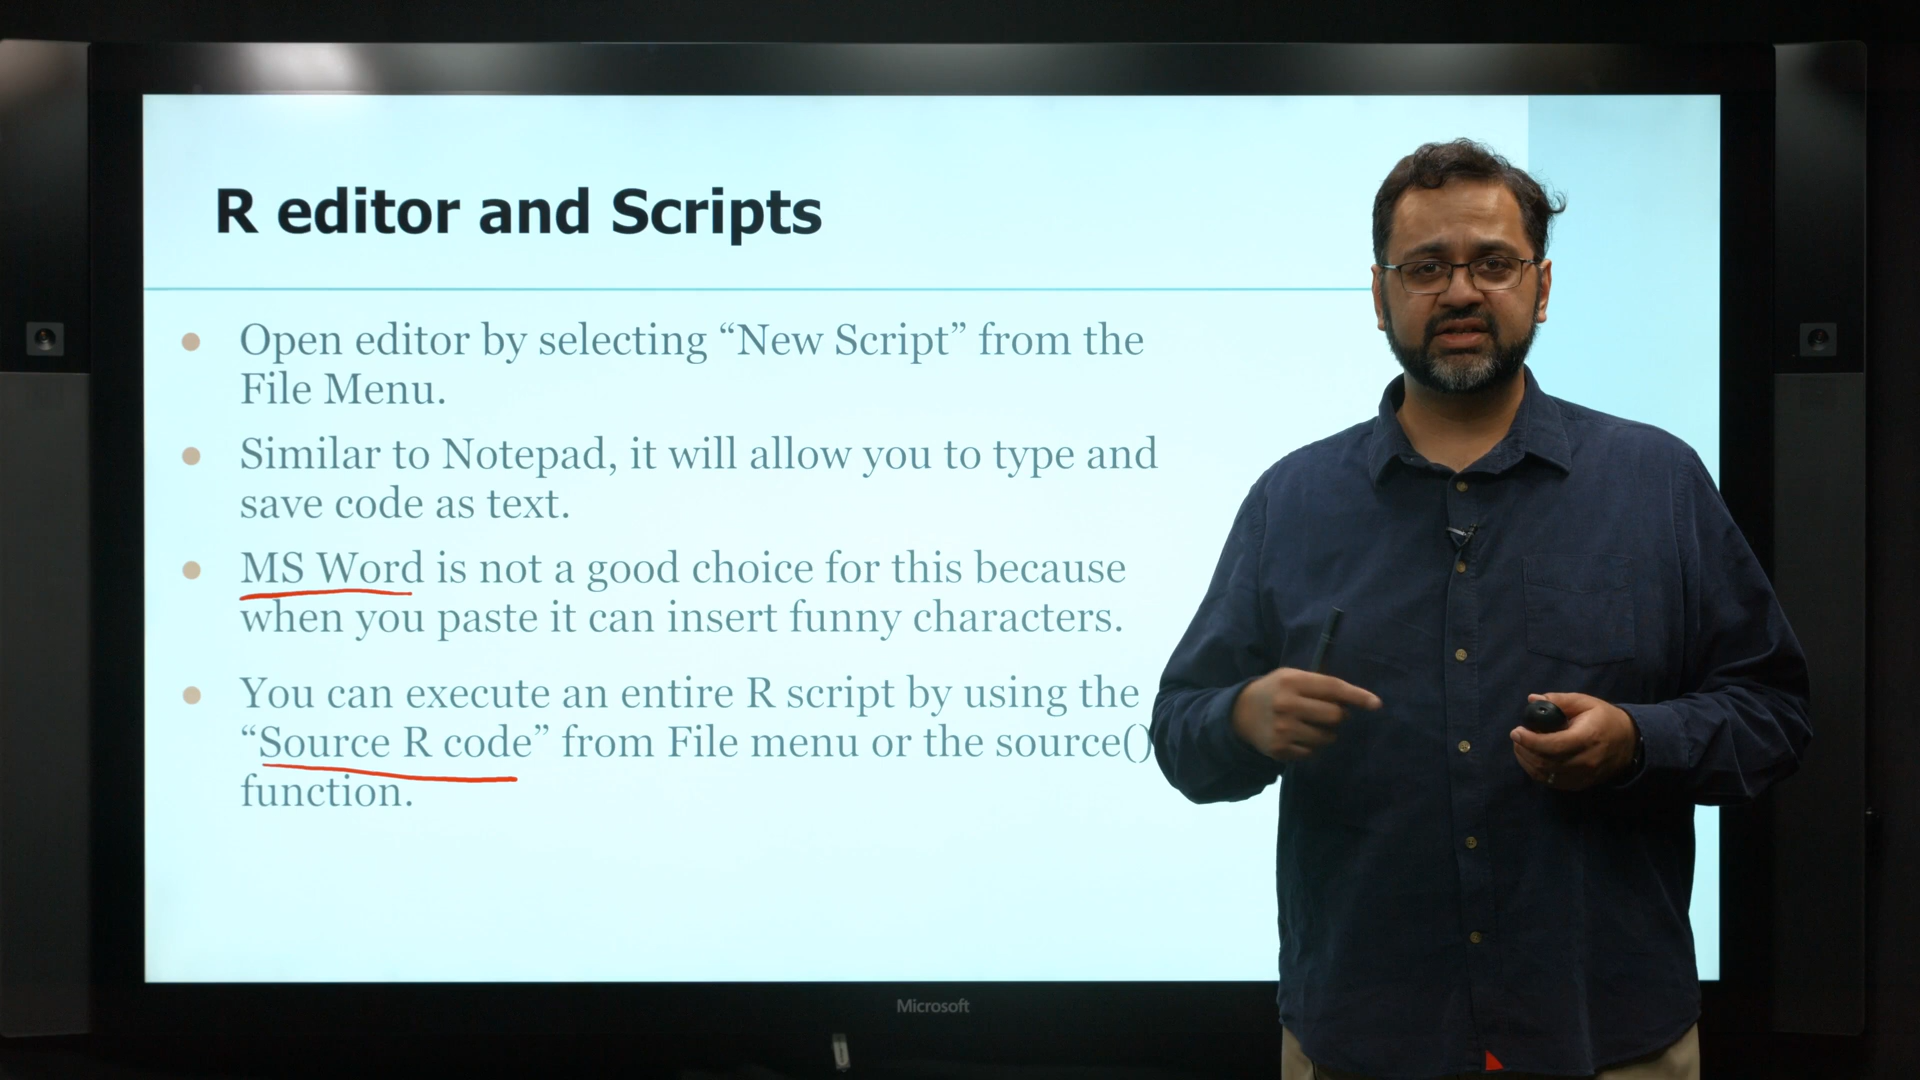 R editor and Scripts
Open editor by selecting “New Script” from the
File Menu.
Similar to Notepad, it will allow you to type and
save code as text.
MS Word is not a good choice for this because
when you paste it can insert funny characters.
You can execute an entire R script by using the
“Source R code” from File menu or the source()
function.
Microsoft